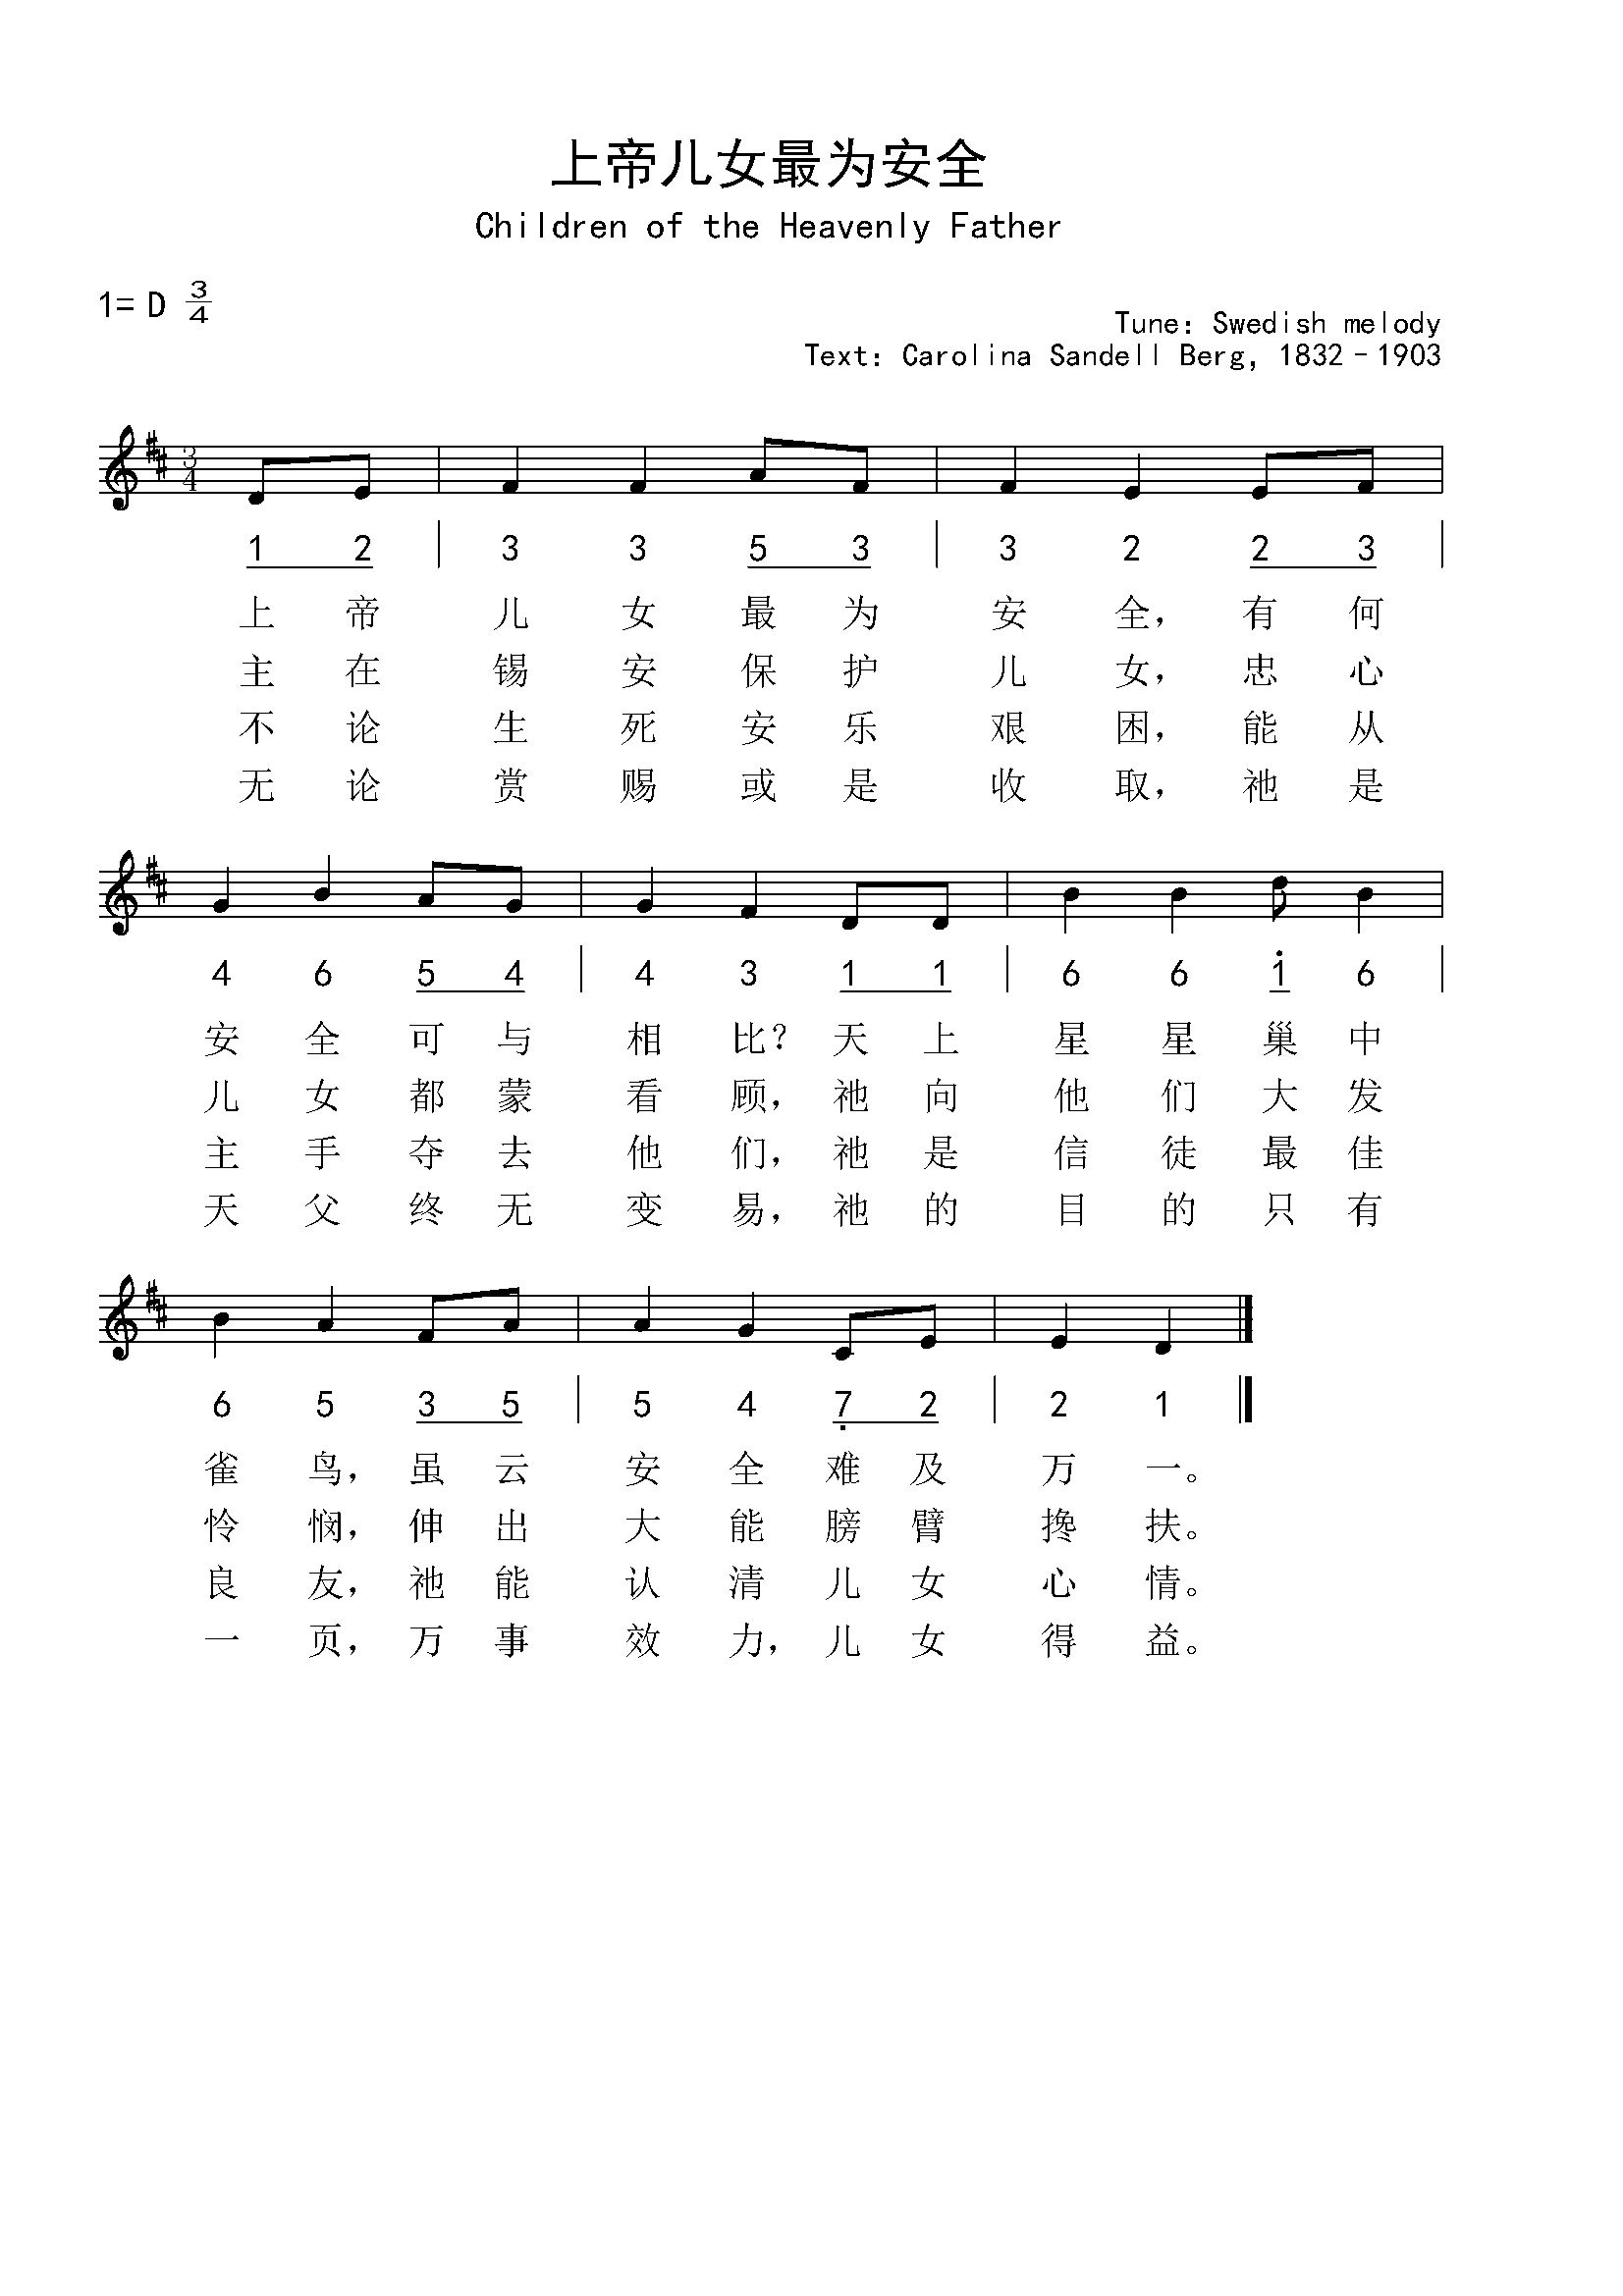 上帝儿女最为安全
Children of the Heavenly Father
1= D 3/4
Tune: Swedish melody
Text: Carolina Sandell Berg, 1832–1903
3/4
1 2 | 3 3 5 3 | 3 2 2 3 |
上 帝 儿 女 最 为 安 全， 有 何
主 在 锡 安 保 护 儿 女， 忠 心
不 论 生 死 安 乐 艰 困， 能 从
无 论 赏 赐 或 是 收 取， 祂 是
4 6 5 4 | 4 3 1 1 | 6 6 1̇ 6 |
安 全 可 与 相 比？ 天 上 星 星 巢 中
儿 女 都 蒙 看 顾， 祂 向 他 们 大 发
主 手 夺 去 他 们， 祂 是 信 徒 最 佳
天 父 终 无 变 易， 祂 的 目 的 只 有
6 5 3 5 | 5 4 7̣ 2 | 2 1
雀 鸟， 虽 云 安 全 难 及 万 一。
怜 悯， 伸 出 大 能 膀 臂 搀 扶。
良 友， 祂 能 认 清 儿 女 心 情。
一 页， 万 事 效 力， 儿 女 得 益。